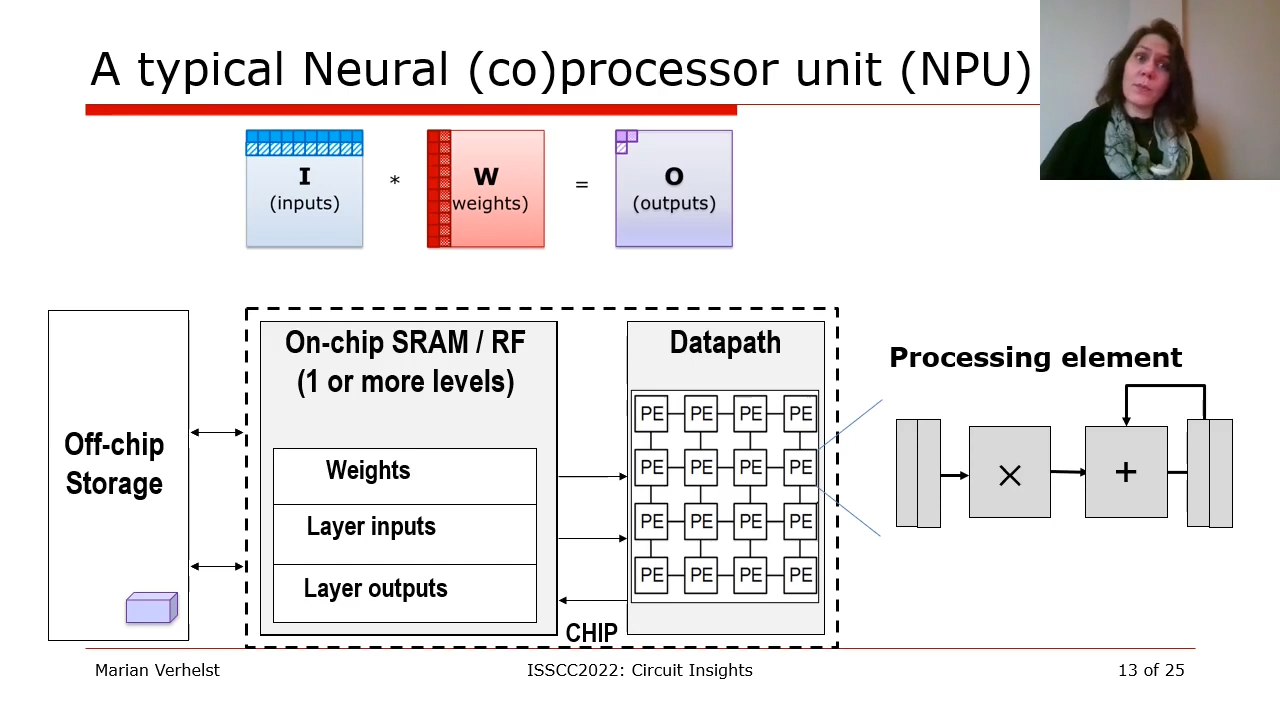 A typical Neural (co)processor unit (NPU)
I
(inputs)
*
W
weights)
=
O
(outputs)
Off-chip
Storage
On-chip SRAM / RF
(1 or more levels)
Weights
Layer inputs
Layer outputs
CHIP
Datapath
PE PE PE PE
PE PE PE PE
PE PE PE PE
PE PE PE PE
Processing element
×
+
Marian Verhelst
ISSCC2022: Circuit Insights
13 of 25